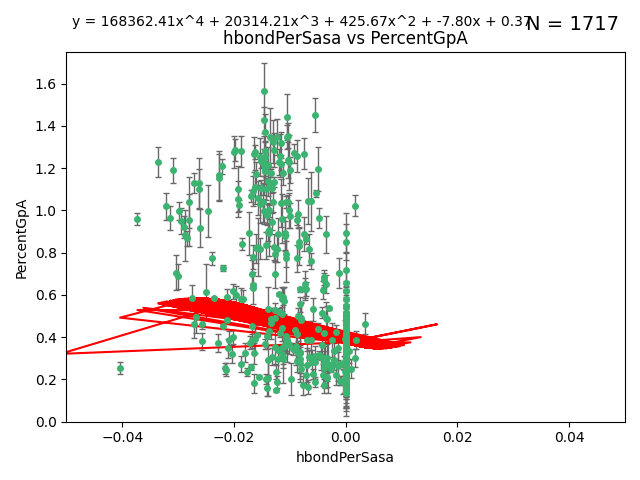 y = 168362.41x^4 + 20314.21x^3 + 425.67x^2 + -7.80x + 0.37
N = 1717
hbondPerSasa vs PercentGpA
PercentGpA
1.6
1.4
1.2
1.0
0.8
0.6
0.4
0.2
0.0
−0.04 −0.02 0.00 0.02 0.04
hbondPerSasa